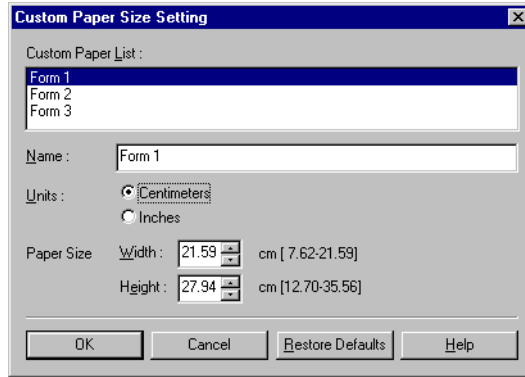 Custom Paper Size Setting
Custom Paper List :
Form 1
Form 2
Form 3
Name : Form 1
Units : Centimeters
Inches
Paper Size Width : 21.59 cm [ 7.62-21.59]
Height : 27.94 cm [12.70-35.56]
OK Cancel Restore Defaults Help